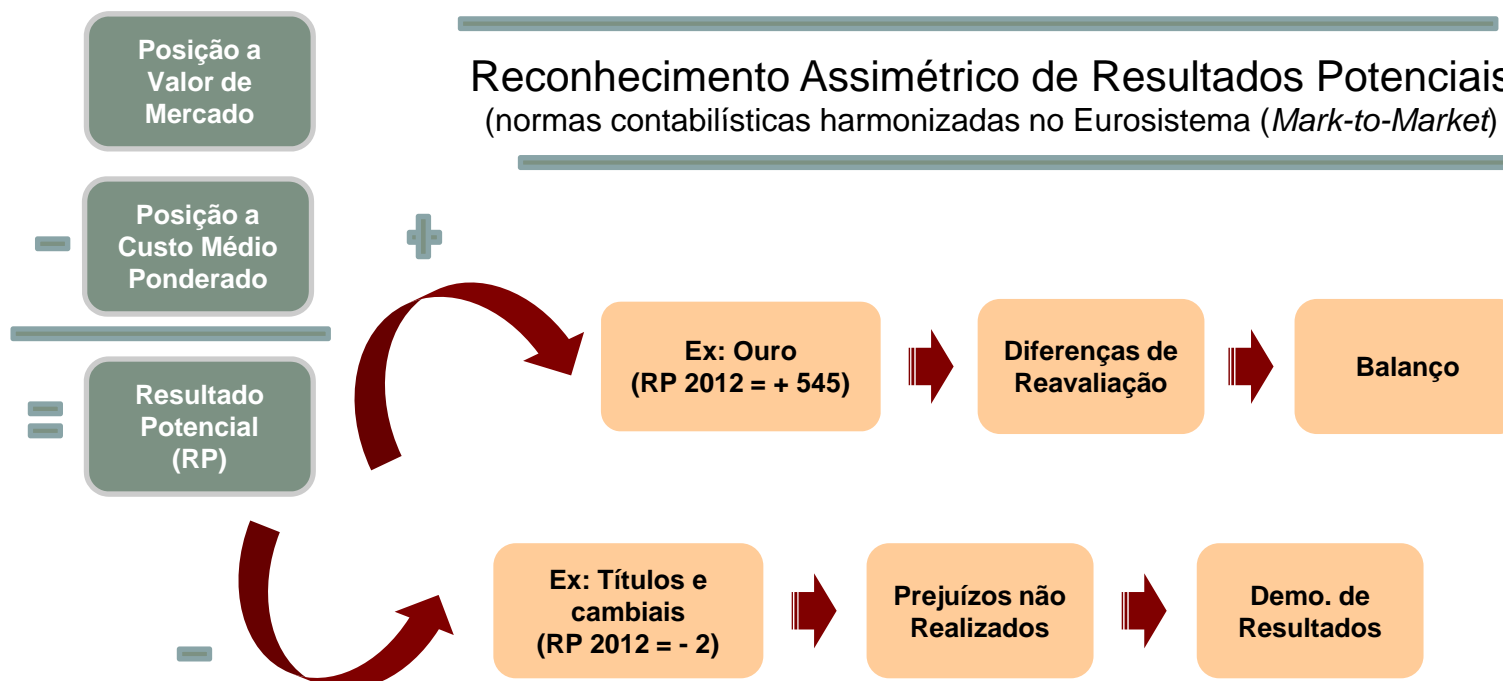 Posição a
Valor de
Mercado
Reconhecimento Assimétrico de Resultados Potenciais
(normas contabilísticas harmonizadas no Eurosistema (Mark-to-Market)
-
Posição a
Custo Médio
Ponderado
+
=
Resultado
Potencial
(RP)
Ex: Ouro
(RP 2012 = + 545)
Diferenças de
Reavaliação
Balanço
-
Ex: Títulos e
cambiais
(RP 2012 = - 2)
Prejuízos não
Realizados
Demo. de
Resultados